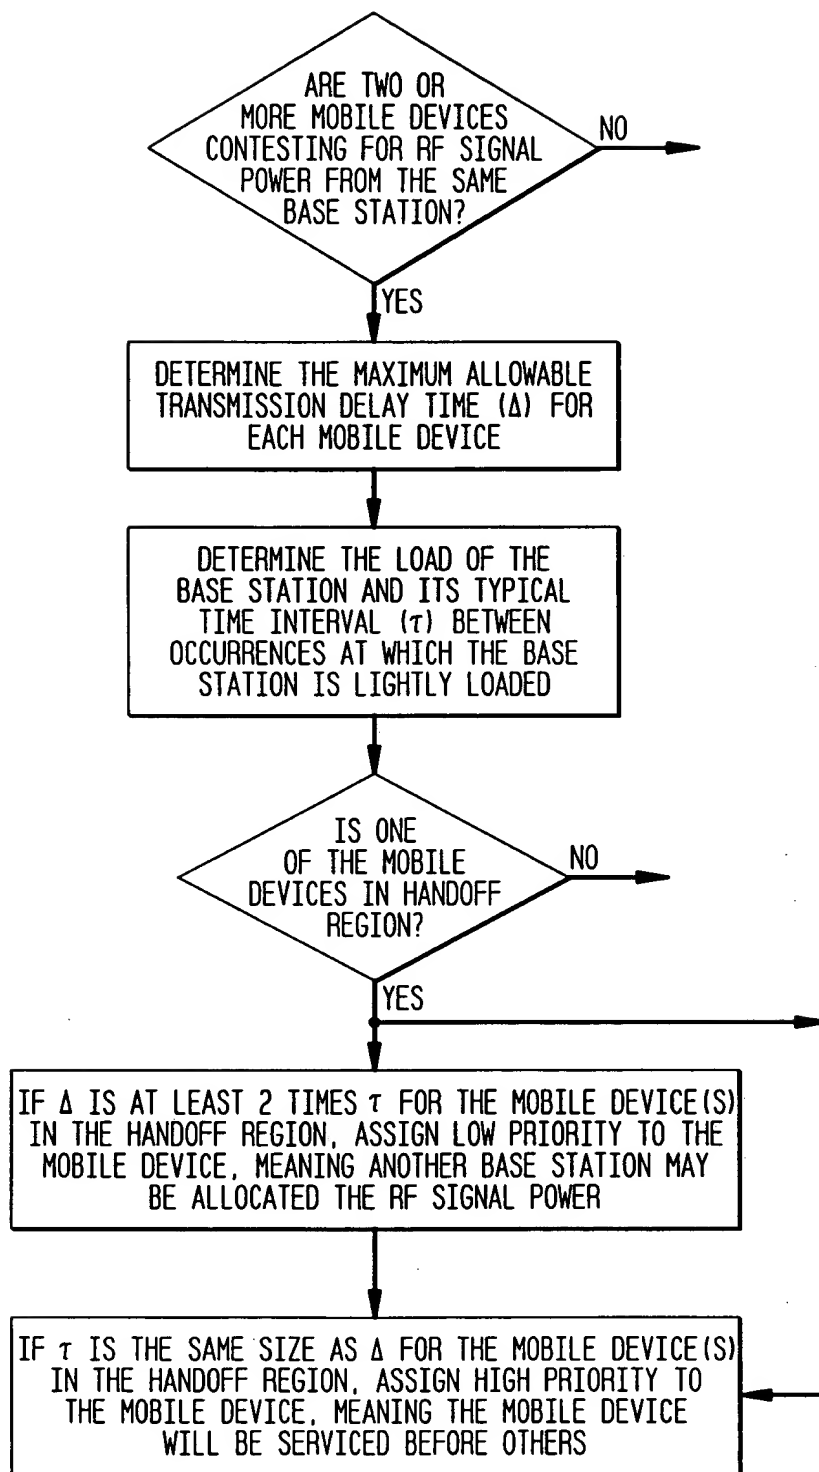 ARE TWO OR
MORE MOBILE DEVICES
CONTESTING FOR RF SIGNAL
POWER FROM THE SAME
BASE STATION?
NO
YES
DETERMINE THE MAXIMUM ALLOWABLE
TRANSMISSION DELAY TIME (Δ) FOR
EACH MOBILE DEVICE
DETERMINE THE LOAD OF THE
BASE STATION AND ITS TYPICAL
TIME INTERVAL (τ) BETWEEN
OCCURRENCES AT WHICH THE BASE
STATION IS LIGHTLY LOADED
IS ONE
OF THE MOBILE
DEVICES IN HANDOFF
REGION?
NO
YES
IF Δ IS AT LEAST 2 TIMES τ FOR THE MOBILE DEVICE(S)
IN THE HANDOFF REGION, ASSIGN LOW PRIORITY TO THE
MOBILE DEVICE, MEANING ANOTHER BASE STATION MAY
BE ALLOCATED THE RF SIGNAL POWER
IF τ IS THE SAME SIZE AS Δ FOR THE MOBILE DEVICE(S)
IN THE HANDOFF REGION, ASSIGN HIGH PRIORITY TO
THE MOBILE DEVICE, MEANING THE MOBILE DEVICE
WILL BE SERVICED BEFORE OTHERS